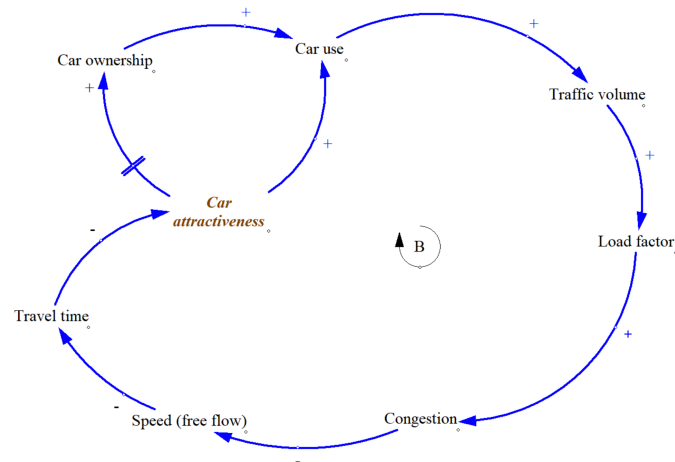 +
Car use
Car ownership
+
+
Traffic volume
+
+
Car
attractiveness
-
B
Load factor
Travel time
+
-
Speed (free flow)
Congestion